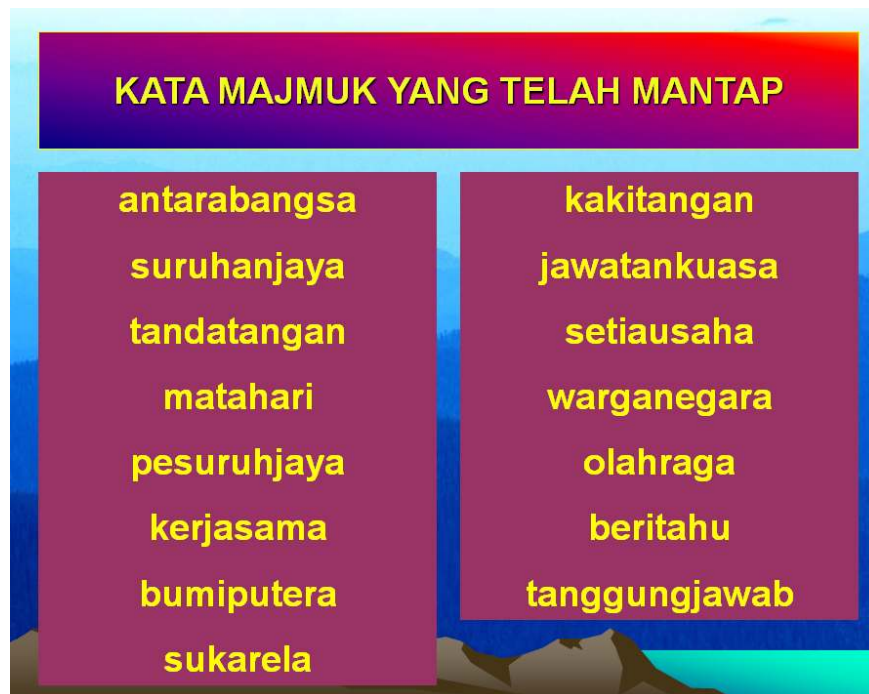 KATA MAJMUK YANG TELAH MANTAP
antarabangsa
suruhanjaya
tandatangan
matahari
pesuruhjaya
kerjasama
bumiputera
sukarela
kakitangan
jawatankuasa
setiausaha
warganegara
olahraga
beritahu
tanggungjawab